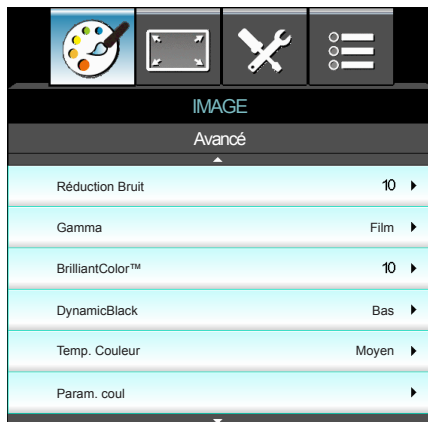 IMAGE
Avancé
Réduction Bruit 10
Gamma Film
BrilliantColor™ 10
DynamicBlack Bas
Temp. Couleur Moyen
Param. coul